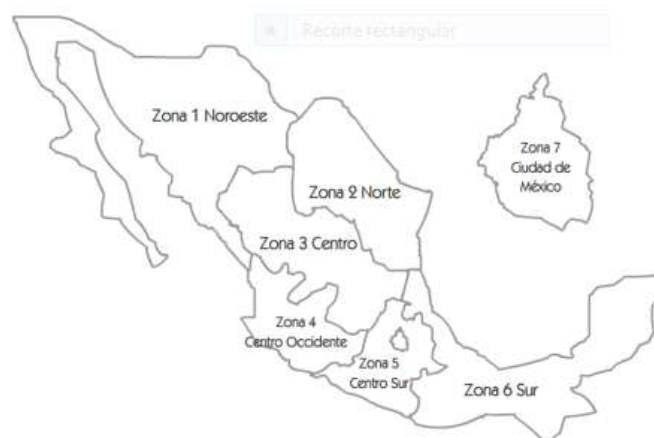 Recorte rectangular
Zona 1 Noroeste
Zona 7
Ciudad de
México
Zona 2 Norte
Zona 3 Centro
Zona 4
Centro Occidente
Zona 5
Centro Sur
Zona 6 Sur